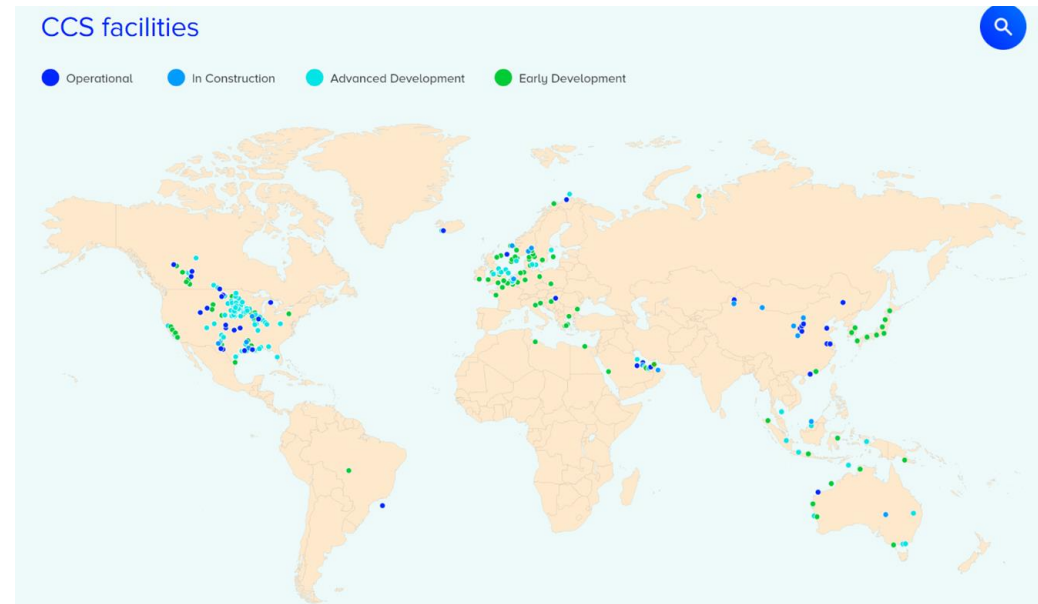 CCS facilities
Operational
In Construction
Advanced Development
Early Development